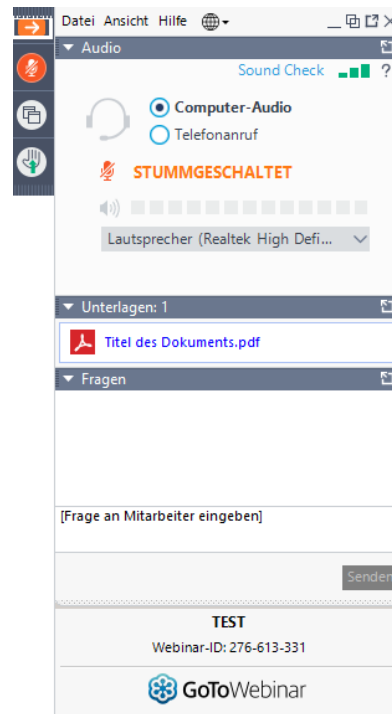 Datei Ansicht Hilfe
Audio
Sound Check ?
Computer-Audio
Telefonanruf
STUMMGESCHALTET
Lautsprecher (Realtek High Defi...
Unterlagen: 1
Titel des Dokuments.pdf
Fragen
[Frage an Mitarbeiter eingeben]
Senden
TEST
Webinar-ID: 276-613-331
GoToWebinar